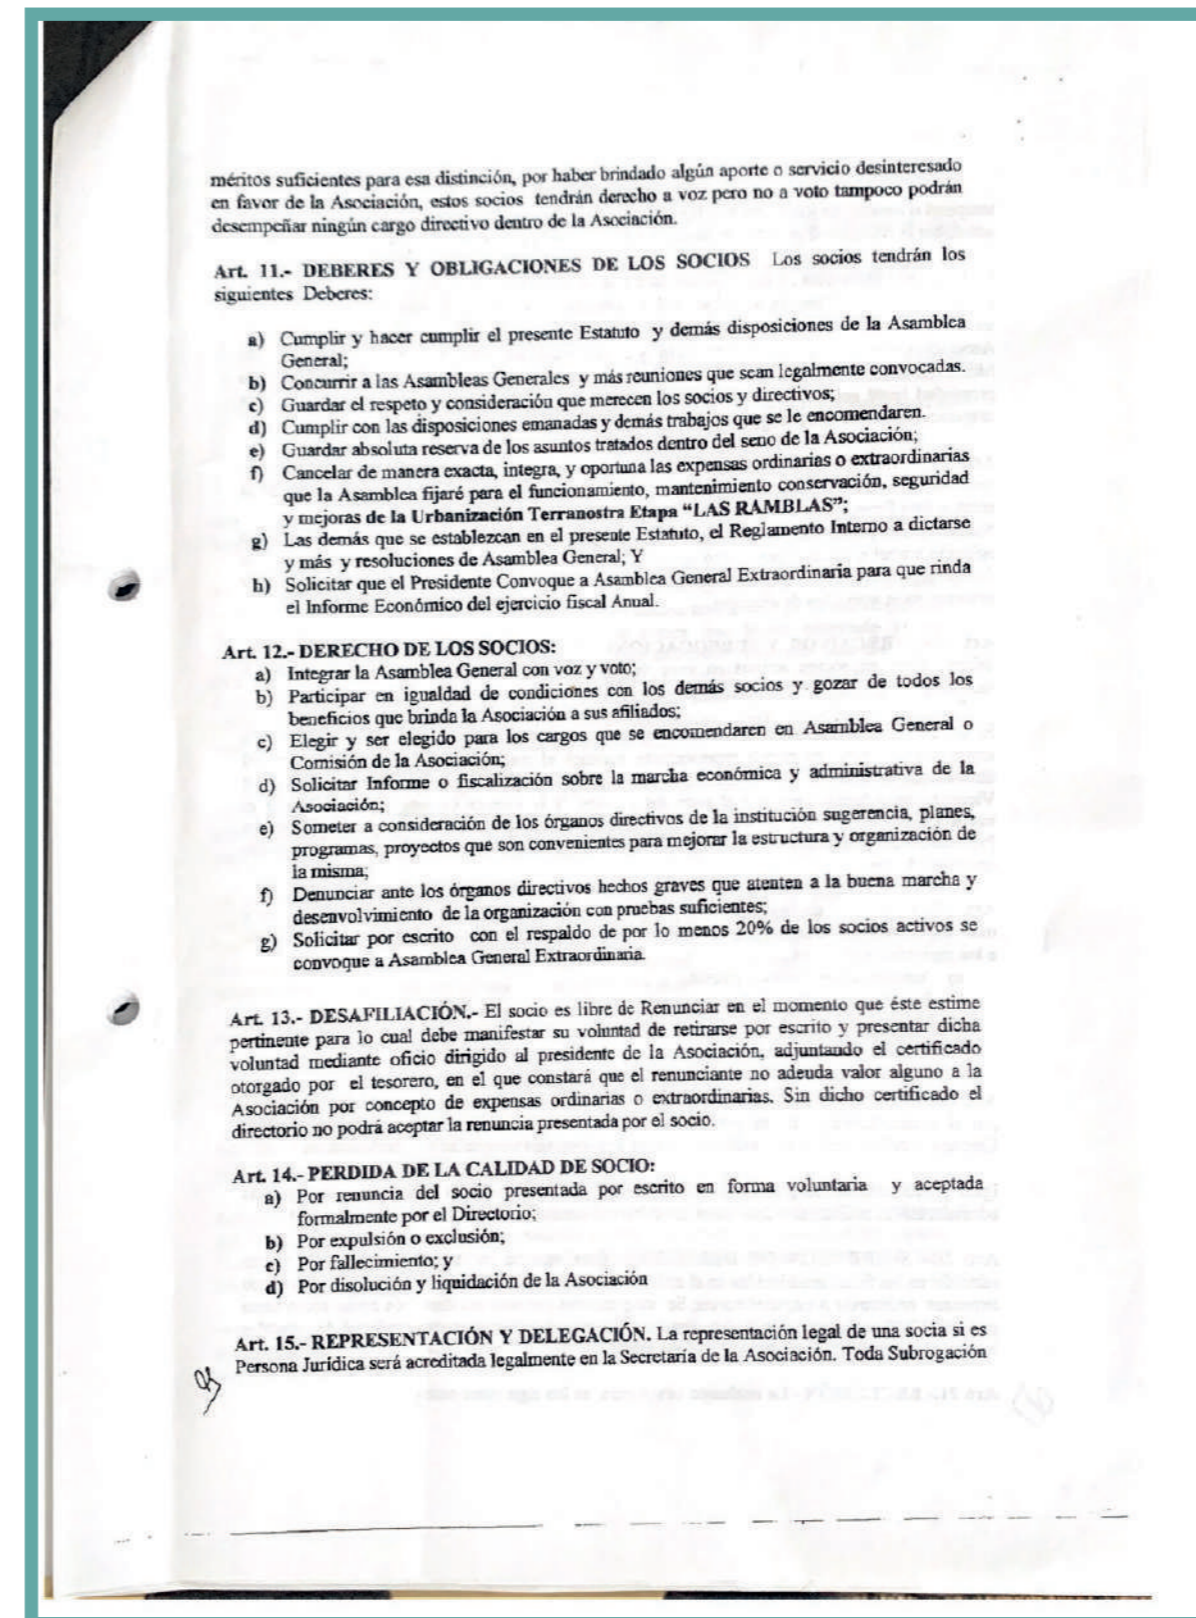 méritos suficientes para esa distinción, por haber brindado algún aporte o servicio desinteresado
en favor de la Asociación, estos socios tendrán derecho a voz pero no a voto tampoco podrán
desempeñar ningún cargo directivo dentro de la Asociación.
Art. 11.- DEBERES Y OBLIGACIONES DE LOS SOCIOS Los socios tendrán los
siguientes Deberes:
a) Cumplir y hacer cumplir el presente Estatuto y demás disposiciones de la Asamblea
General;
b) Concurrir a las Asambleas Generales y más reuniones que sean legalmente convocadas.
c) Guardar el respeto y consideración que merecen los socios y directivos;
d) Cumplir con las disposiciones emanadas y demás trabajos que se le encomendaren.
e) Guardar absoluta reserva de los asuntos tratados dentro del seno de la Asociación;
f) Cancelar de manera exacta, integra, y oportuna las expensas ordinarias o extraordinarias
que la Asamblea fijaré para el funcionamiento, mantenimiento conservación, seguridad
y mejoras de la Urbanización Terranostra Etapa “LAS RAMBLAS”;
g) Las demás que se establezcan en el presente Estatuto, el Reglamento Interno a dictarse
y más y resoluciones de Asamblea General; Y
h) Solicitar que el Presidente Convoque a Asamblea General Extraordinaria para que rinda
el Informe Económico del ejercicio fiscal Anual.
Art. 12.- DERECHO DE LOS SOCIOS:
a) Integrar la Asamblea General con voz y voto;
b) Participar en igualdad de condiciones con los demás socios y gozar de todos los
beneficios que brinda la Asociación a sus afiliados;
c) Elegir y ser elegido para los cargos que se encomendaren en Asamblea General o
Comisión de la Asociación;
d) Solicitar Informe o fiscalización sobre la marcha económica y administrativa de la
Asociación;
e) Someter a consideración de los órganos directivos de la institución sugerencia, planes,
programas, proyectos que son convenientes para mejorar la estructura y organización de
la misma;
f) Denunciar ante los órganos directivos hechos graves que atenten a la buena marcha y
desenvolvimiento de la organización con pruebas suficientes;
g) Solicitar por escrito con el respaldo de por lo menos 20% de los socios activos se
convoque a Asamblea General Extraordinaria.
Art. 13.- DESAFILIACIÓN.- El socio es libre de Renunciar en el momento que éste estime
pertinente para lo cual debe manifestar su voluntad de retirarse por escrito y presentar dicha
voluntad mediante oficio dirigido al presidente de la Asociación, adjuntando el certificado
otorgado por el tesorero, en el que constará que el renunciante no adeuda valor alguno a la
Asociación por concepto de expensas ordinarias o extraordinarias. Sin dicho certificado el
directorio no podrá aceptar la renuncia presentada por el socio.
Art. 14.- PERDIDA DE LA CALIDAD DE SOCIO:
a) Por renuncia del socio presentada por escrito en forma voluntaria y aceptada
formalmente por el Directorio;
b) Por expulsión o exclusión;
c) Por fallecimiento; y
d) Por disolución y liquidación de la Asociación
Art. 15.- REPRESENTACIÓN Y DELEGACIÓN. La representación legal de una socia si es
Persona Jurídica será acreditada legalmente en la Secretaría de la Asociación. Toda Subrogación